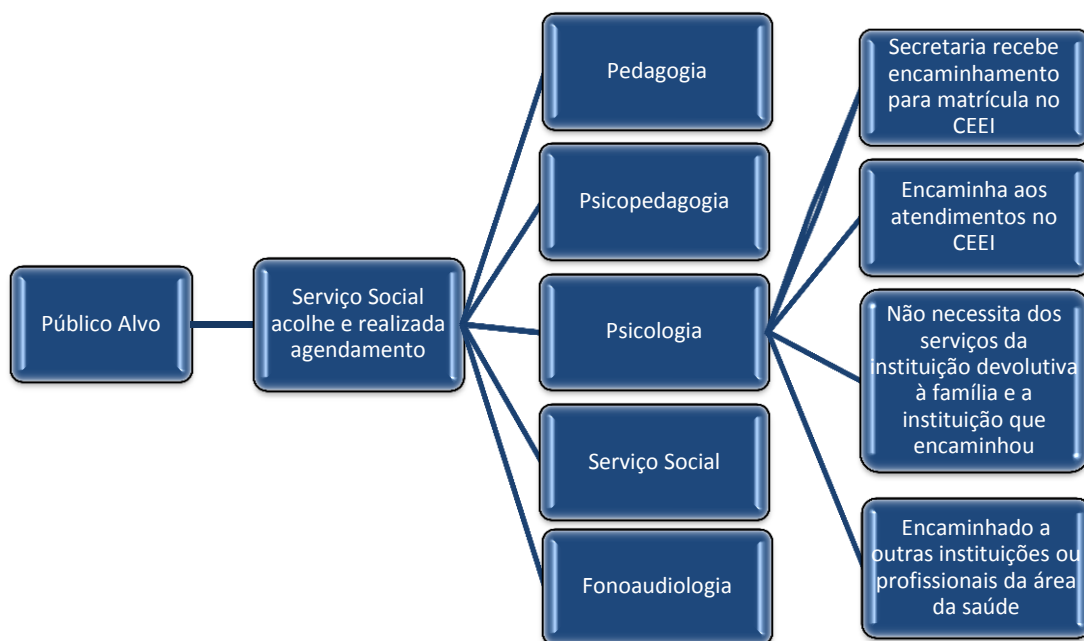 Público Alvo
Serviço Social
acolhe e realizada
agendamento
Pedagogia
Psicopedagogia
Psicologia
Serviço Social
Fonoaudiologia
Secretaria recebe
encaminhamento
para matrícula no
CEEI
Encaminha aos
atendimentos no
CEEI
Não necessita dos
serviços da
instituição devolutiva
à família e a
instituição que
encaminhou
Encaminhado a
outras instituições ou
profissionais da área
da saúde